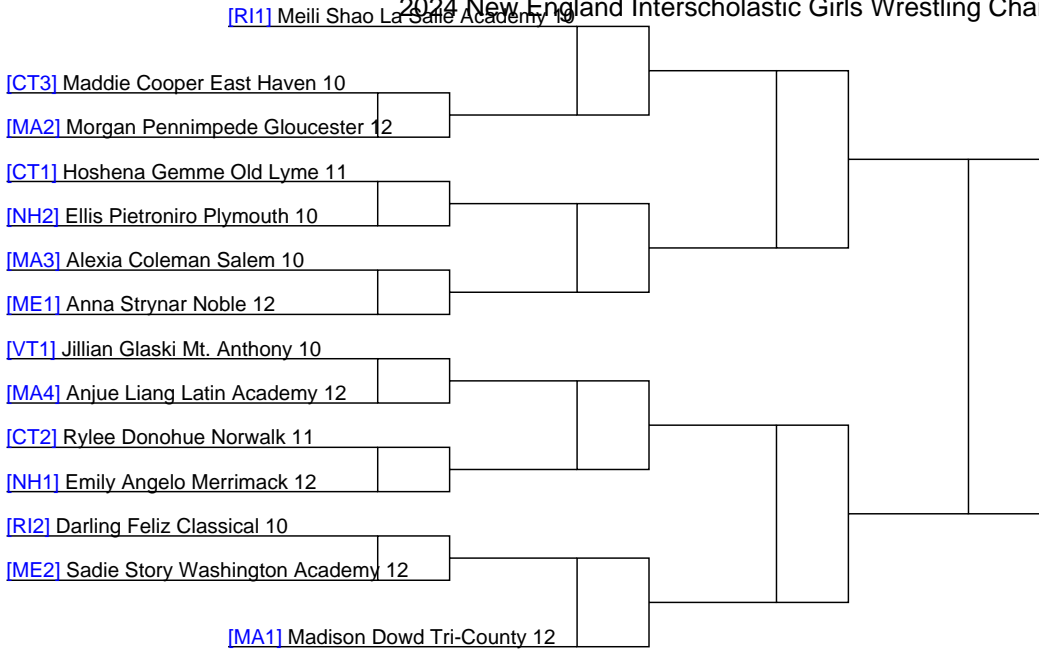 2024 New England Interscholastic Girls Wrestling Cha
[RI1] Meili Shao La Salle Academy 10
[CT3] Maddie Cooper East Haven 10
[MA2] Morgan Pennimpede Gloucester 12
[CT1] Hoshena Gemme Old Lyme 11
[NH2] Ellis Pietroniro Plymouth 10
[MA3] Alexia Coleman Salem 10
[ME1] Anna Strynar Noble 12
[VT1] Jillian Glaski Mt. Anthony 10
[MA4] Anjue Liang Latin Academy 12
[CT2] Rylee Donohue Norwalk 11
[NH1] Emily Angelo Merrimack 12
[RI2] Darling Feliz Classical 10
[ME2] Sadie Story Washington Academy 12
[MA1] Madison Dowd Tri-County 12